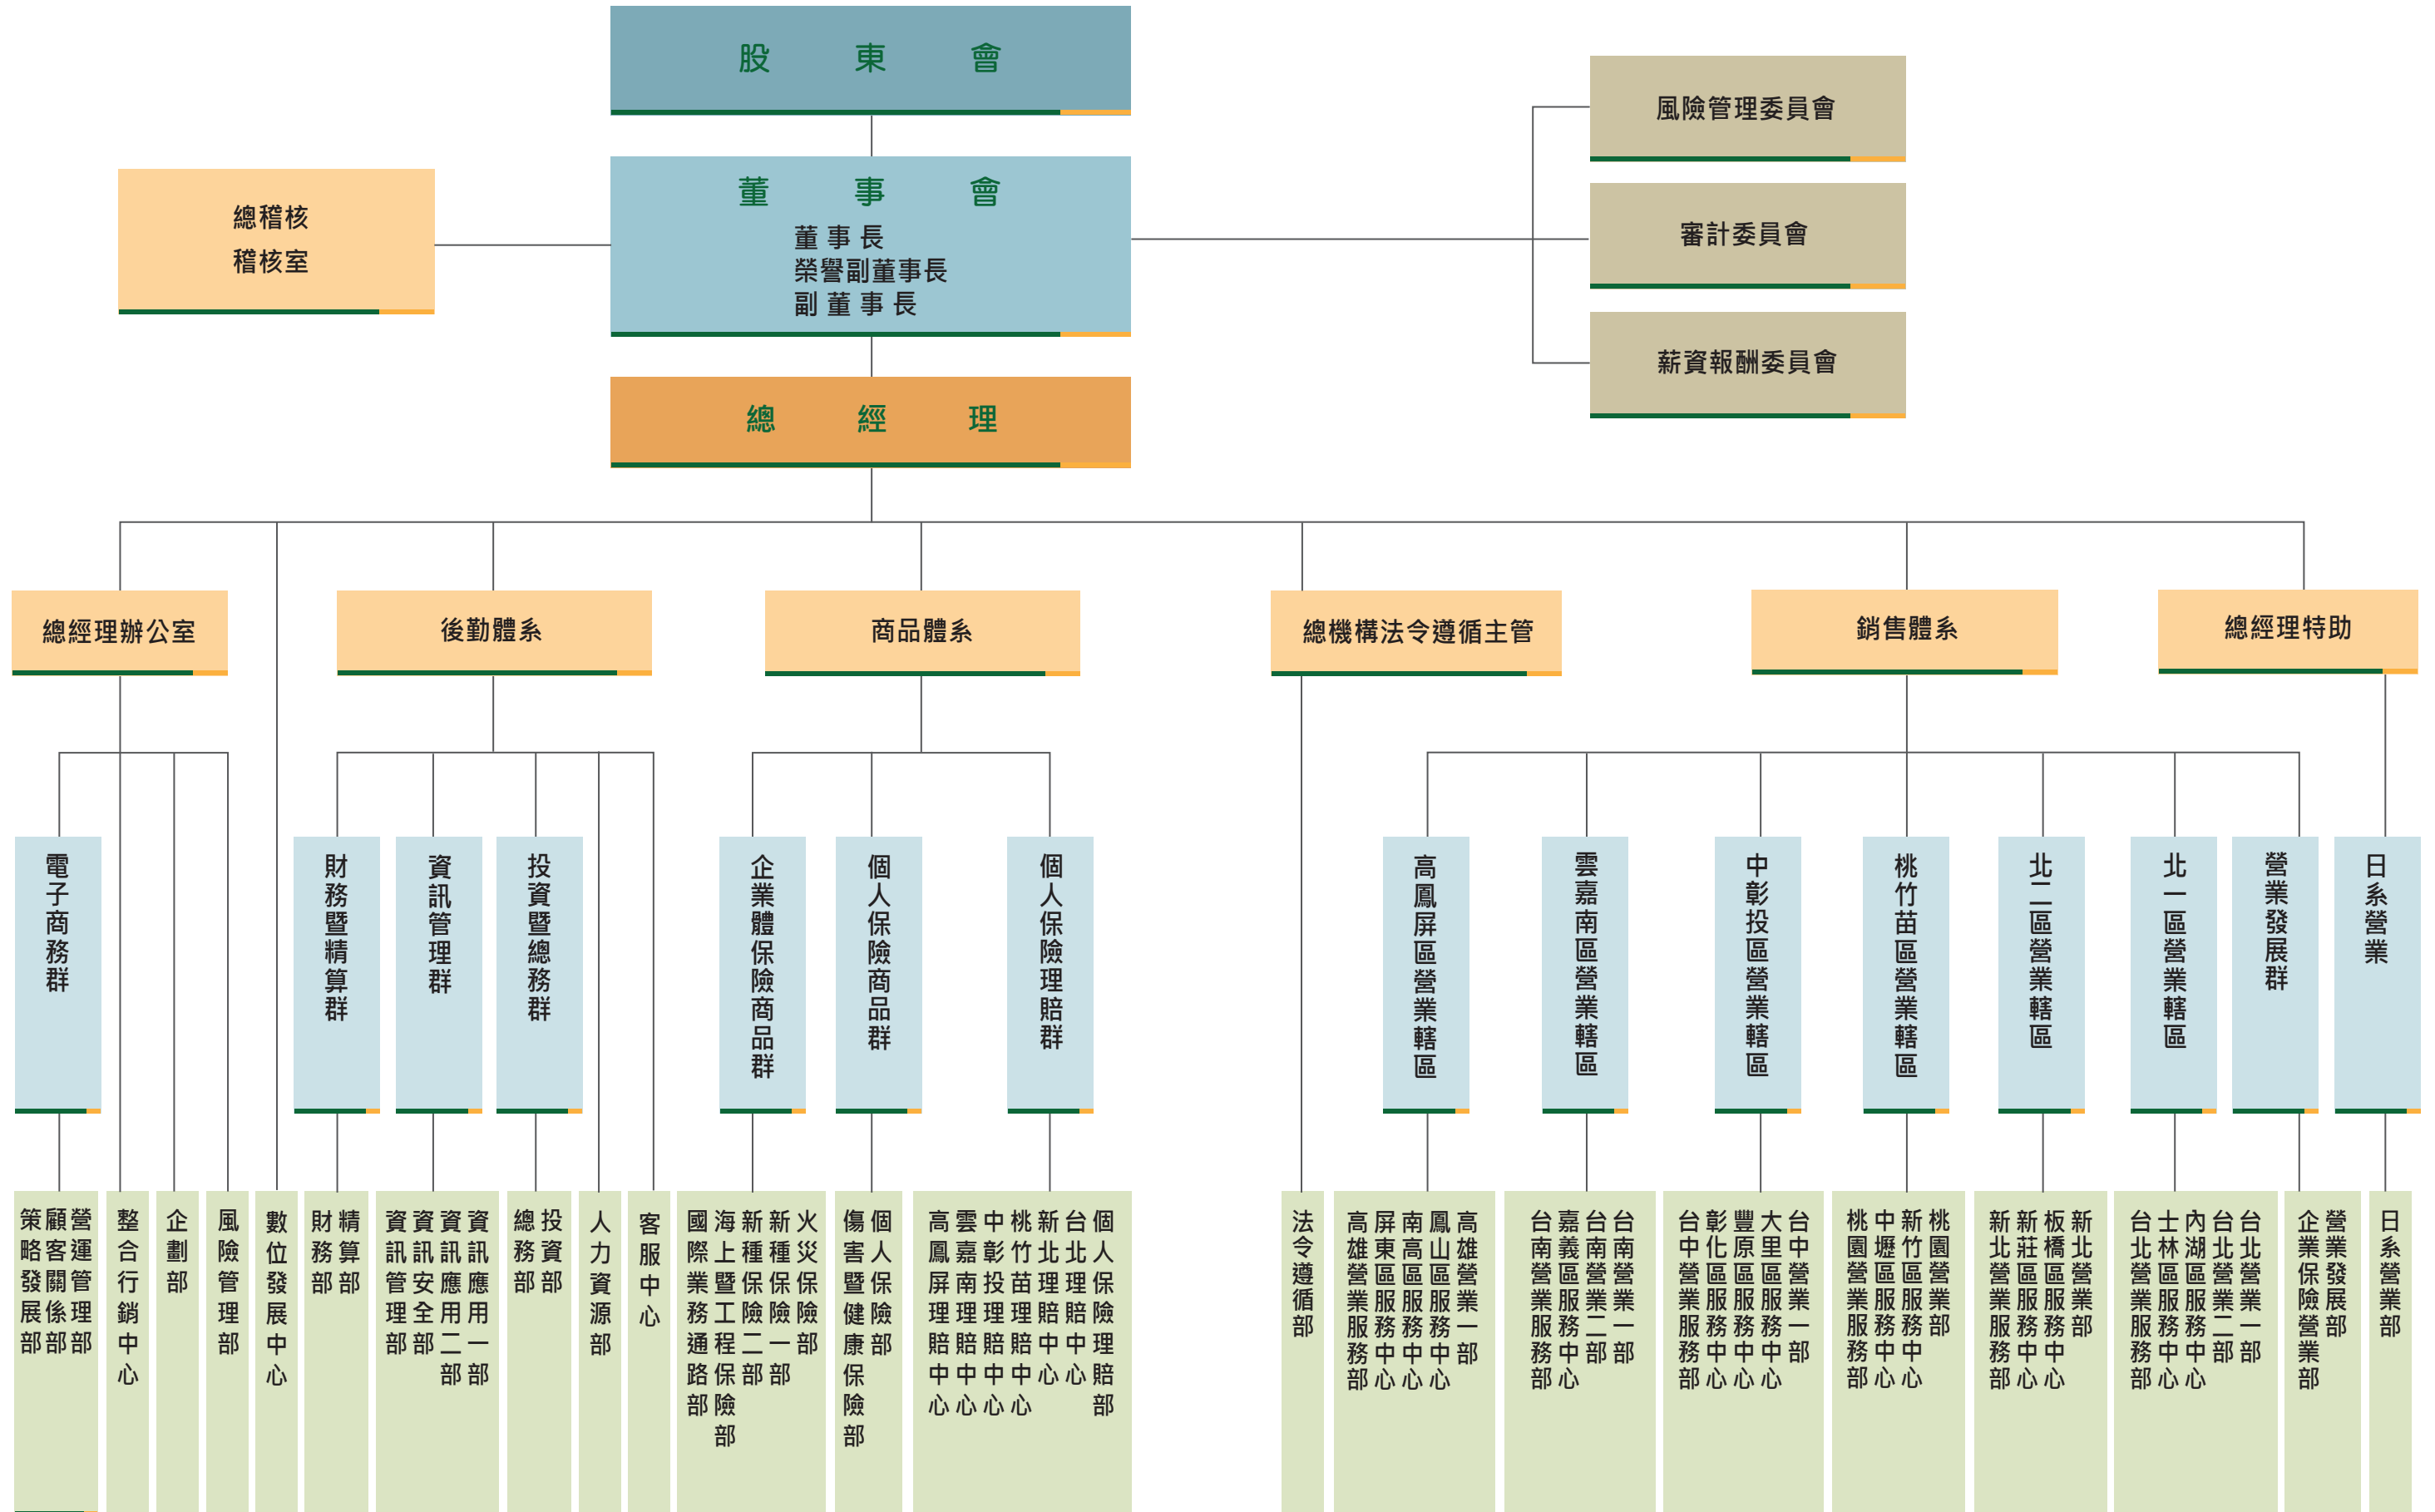 股東會
風險管理委員會
董事會
董事長
榮譽副董事長
副董事長
總稽核
稽核室
審計委員會
薪資報酬委員會
總經理
總經理辦公室
後勤體系
商品體系
總機構法令遵循主管
銷售體系
總經理特助
電子商務群
財務暨精算群
資訊管理群
投資暨總務群
企業體保險商品群
個人保險商品群
個人保險理賠群
高鳳屏區營業轄區
雲嘉南區營業轄區
中彰投區營業轄區
桃竹苗區營業轄區
北二區營業轄區
北一區營業轄區
營業發展群
日系營業
營運管理部
顧客關係部
策略發展部
整合行銷中心
企劃部
風險管理部
數位發展中心
精算部
財務部
資訊應用一部
資訊應用二部
資訊安全部
資訊管理部
投資部
總務部
人力資源部
客服中心
火災保險部
新種保險一部
新種保險二部
海上暨工程保險部
國際業務通路部
個人保險部
傷害暨健康保險部
個人保險理賠部
台北理賠中心
新北理賠中心
桃竹苗理賠中心
中彰投理賠中心
雲嘉南理賠中心
高鳳屏理賠中心
法令遵循部
高雄營業一部
鳳山區服務中心
南高區服務中心
屏東區服務中心
高雄營業服務部
台南營業一部
台南營業二部
嘉義區服務中心
台南營業服務部
台中營業一部
大里區服務中心
豐原區服務中心
彰化區服務中心
台中營業服務部
桃園營業部
新竹區服務中心
中壢區服務中心
桃園營業服務部
新北營業部
板橋區服務中心
新莊區服務中心
新北營業服務部
台北營業一部
台北營業二部
內湖區服務中心
士林區服務中心
台北營業服務部
營業發展部
企業保險營業部
日系營業部